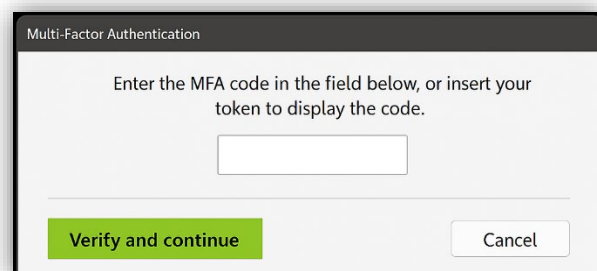 Multi-Factor Authentication
Enter the MFA code in the field below, or insert your
token to display the code.
Verify and continue
Cancel